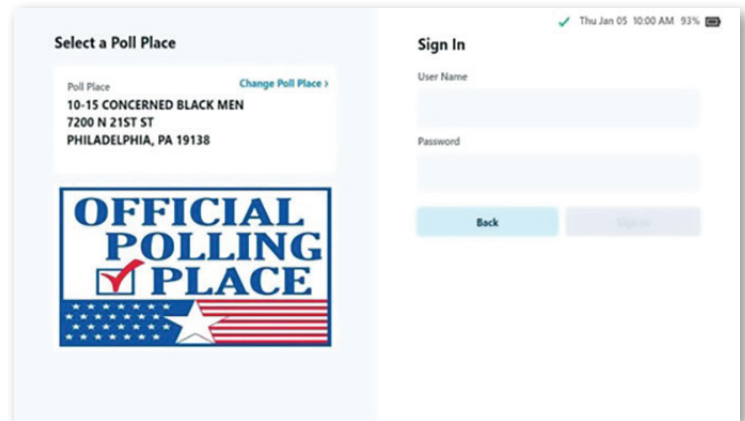 Thu Jan 05 10:00 AM 93%
Select a Poll Place
Poll Place
Change Poll Place ›
10-15 CONCERNED BLACK MEN
7200 N 21ST ST
PHILADELPHIA, PA 19138
OFFICIAL
POLLING
PLACE
Sign In
User Name
Password
Back
Sign In